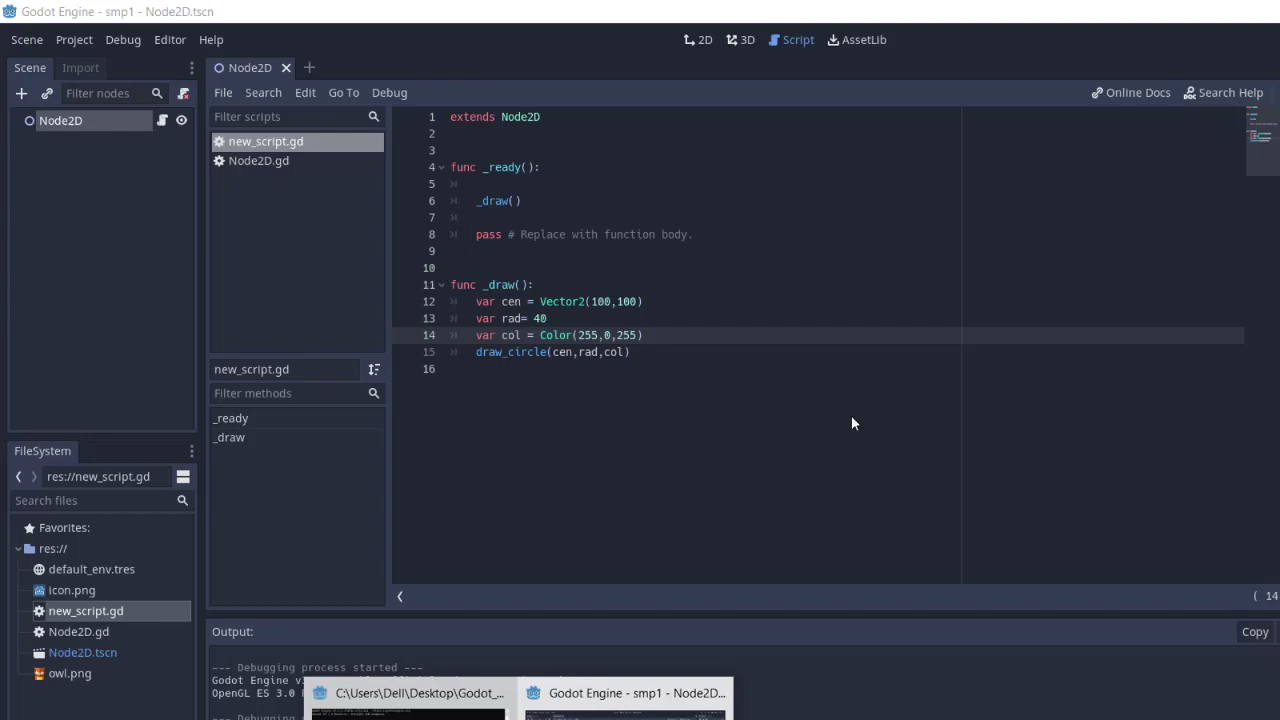 Godot Engine - smp1 - Node2D.tscn
Scene Project Debug Editor Help
2D 3D Script AssetLib
Scene Import
Node2D
File Search Edit Go To Debug
Online Docs Search Help
Filter nodes
Node2D
Filter scripts
new_script.gd
Node2D.gd
new_script.gd
Filter methods
_ready
_draw
1 extends Node2D
2
3
4 func _ready():
5
6 _draw()
7
8 pass # Replace with function body.
9
10
11 func _draw():
12 var cen = Vector2(100,100)
13 var rad= 40
14 var col = Color(255,0,255)
15 draw_circle(cen,rad,col)
16
( 14
FileSystem
res://new_script.gd
Search files
Favorites:
res://
default_env.tres
icon.png
new_script.gd
Node2D.gd
Node2D.tscn
owl.png
Output:
Copy
--- Debugging process started ---
Godot Engine v
OpenGL ES 3.0
--- Debugging
C:\Users\Dell\Desktop\Godot_...
Godot Engine - smp1 - Node2D...